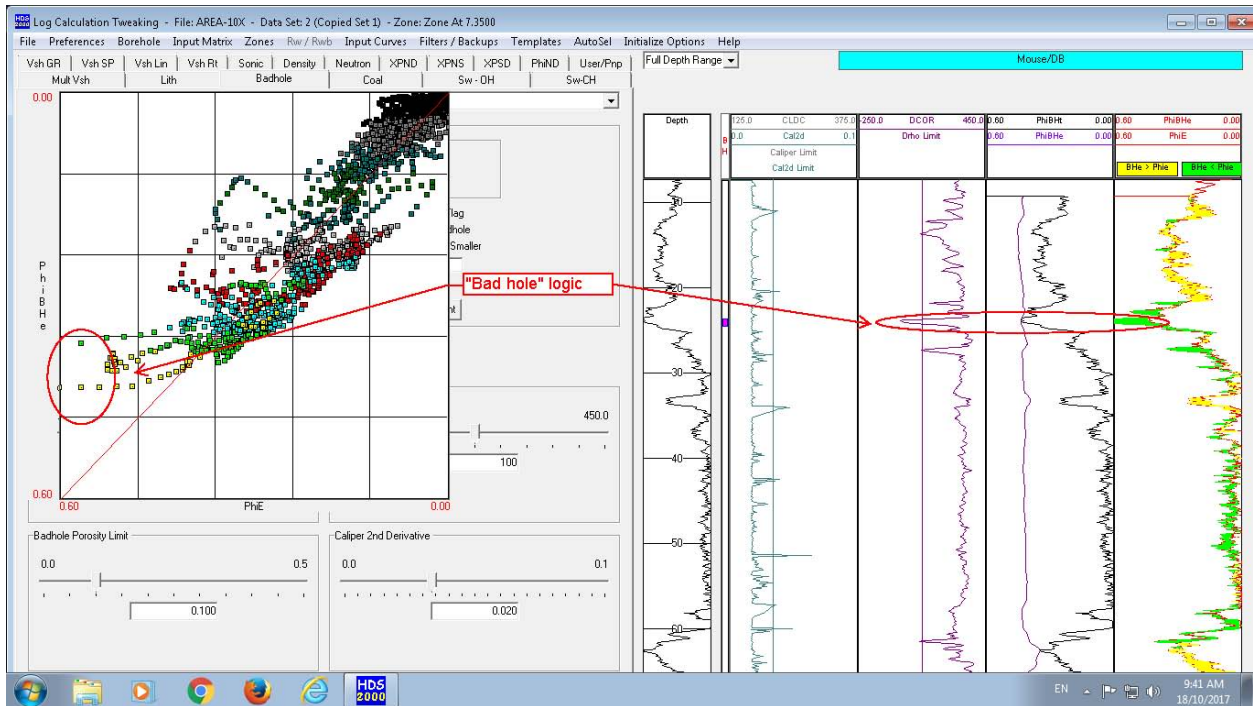 HDS 2000 Log Calculation Tweaking - File: AREA-10X - Data Set: 2 (Copied Set 1) - Zone: Zone At 7.3500
File Preferences Borehole Input Matrix Zones Rw / Rwb Input Curves Filters / Backups Templates AutoSel Initialize Options Help
Vsh GR Vsh SP Vsh Lin Vsh Rt Sonic Density Neutron XPND XPNS XPSD PhiND User/Pnp
Mult Vsh Lith Badhole Coal Sw - OH Sw-CH
Full Depth Range
Mouse/DB
0.00
PhiBHe
0.60
0.60 PhiE 0.00
lag
hole
Smaller
"Bad hole" logic
450.0
100
Badhole Porosity Limit
0.0 0.5
0.100
Caliper 2nd Derivative
0.0 0.1
0.020
Depth
B
H
125.0 CLDC 375.0
0.0 Cal2d 0.1
Caliper Limit
Cal2d Limit
-250.0 DCOR 450.0
Drho Limit
0.60 PhiBHt 0.00
0.60 PhiBHe 0.00
0.60 PhiBHe 0.00
0.60 PhiE 0.00
BHe > Phie BHe < Phie
10
20
30
40
50
60
HDS
2000
EN
9:41 AM
18/10/2017